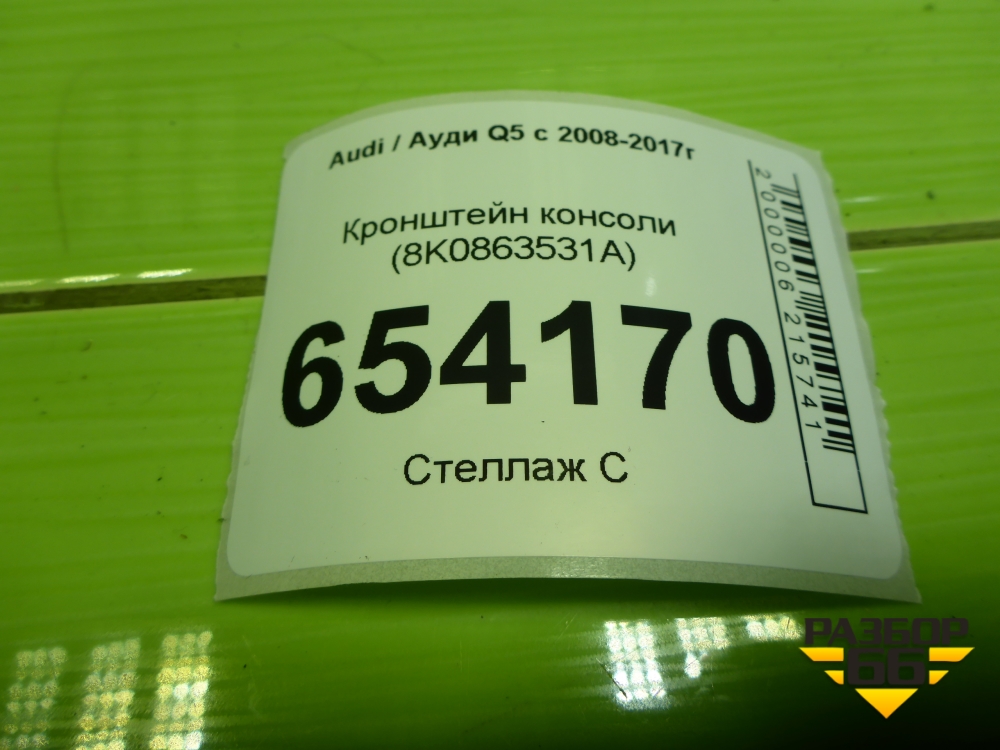 Audi / Ауди Q5 с 2008-2017г
Кронштейн консоли
(8K0863531A)
654170
Стеллаж С
2000006215741
РАЗБОР
66